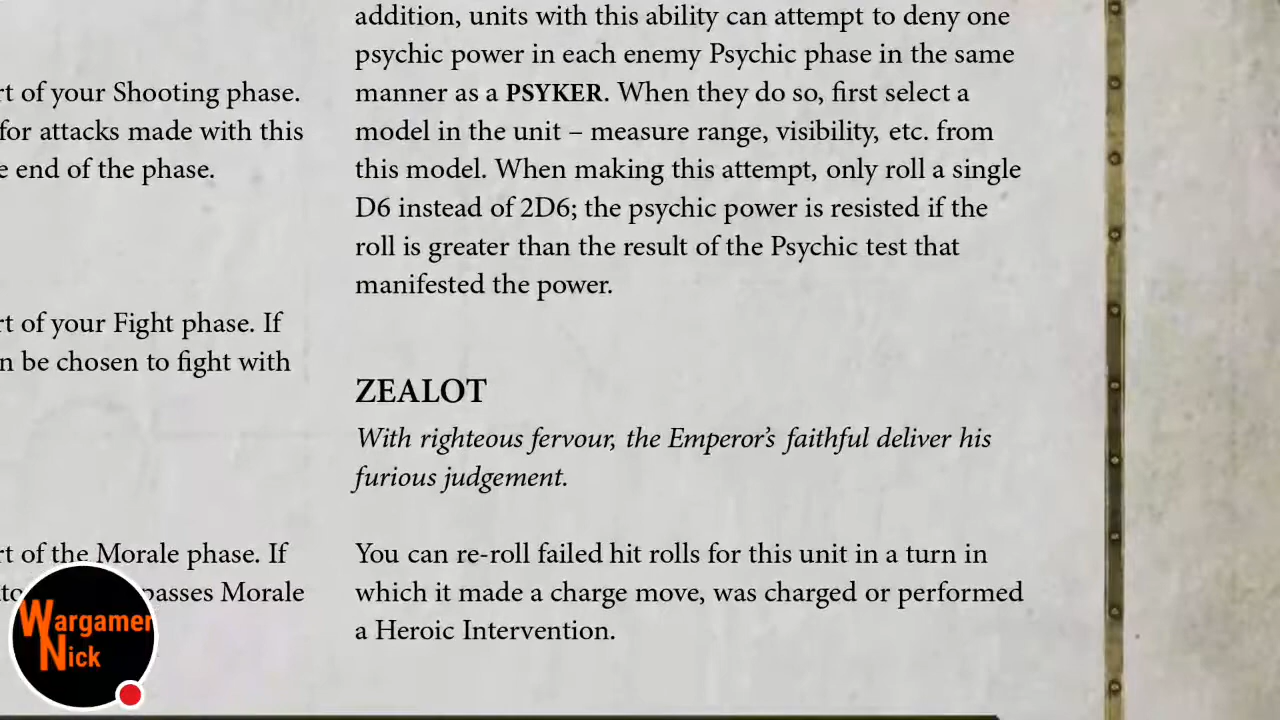 rt of your Shooting phase.
for attacks made with this
e end of the phase.
rt of your Fight phase. If
n be chosen to fight with
rt of the Morale phase. If
passes Morale
addition, units with this ability can attempt to deny one
psychic power in each enemy Psychic phase in the same
manner as a PSYKER. When they do so, first select a
model in the unit – measure range, visibility, etc. from
this model. When making this attempt, only roll a single
D6 instead of 2D6; the psychic power is resisted if the
roll is greater than the result of the Psychic test that
manifested the power.
ZEALOT
With righteous fervour, the Emperor's faithful deliver his
furious judgement.
You can re-roll failed hit rolls for this unit in a turn in
which it made a charge move, was charged or performed
a Heroic Intervention.
Wargamer
Nick